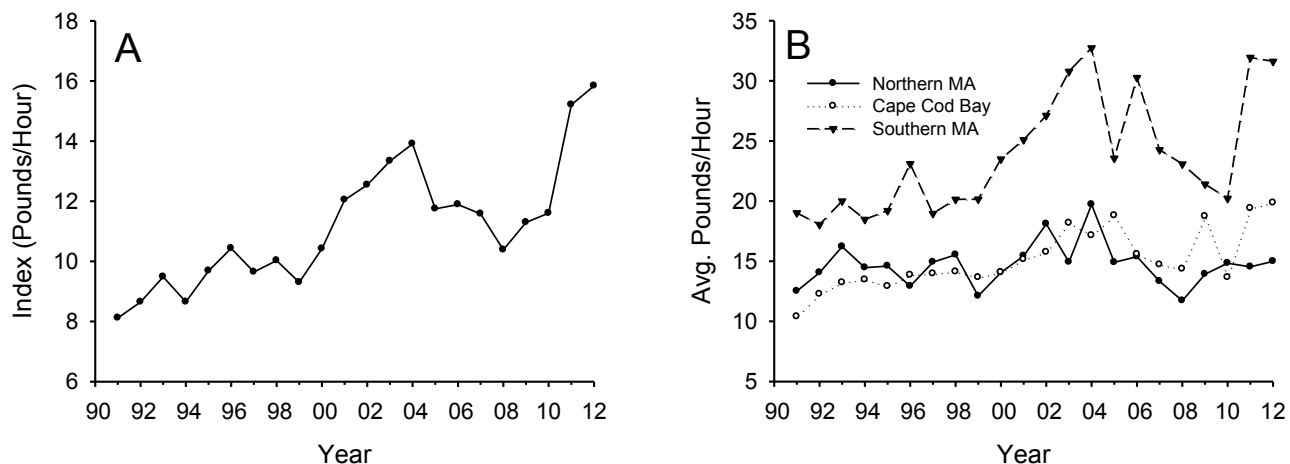 A
Index (Pounds/Hour)
18
16
14
12
10
8
6
90 92 94 96 98 00 02 04 06 08 10 12
Year
B
Avg. Pounds/Hour
35
30
25
20
15
10
5
Northern MA
Cape Cod Bay
Southern MA
90 92 94 96 98 00 02 04 06 08 10 12
Year